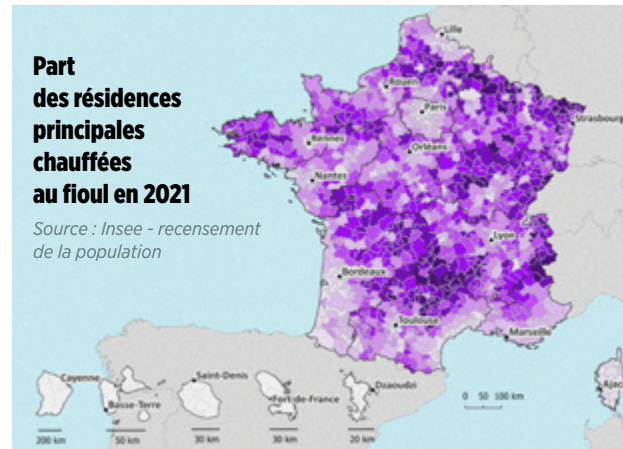 Part
des résidences
principales
chauffées
au fioul en 2021
Source : Insee - recensement
de la population
Lille
Rouen
Paris
Strasbourg
Rennes
Orléans
Nantes
Lyon
Bordeaux
Toulouse
Marseille
Cayenne
Saint-Denis
Dzaoudzi
Basse-Terre
Fort-de-France
Ajac
0 50 100 km
200 km
50 km
30 km
30 km
20 km